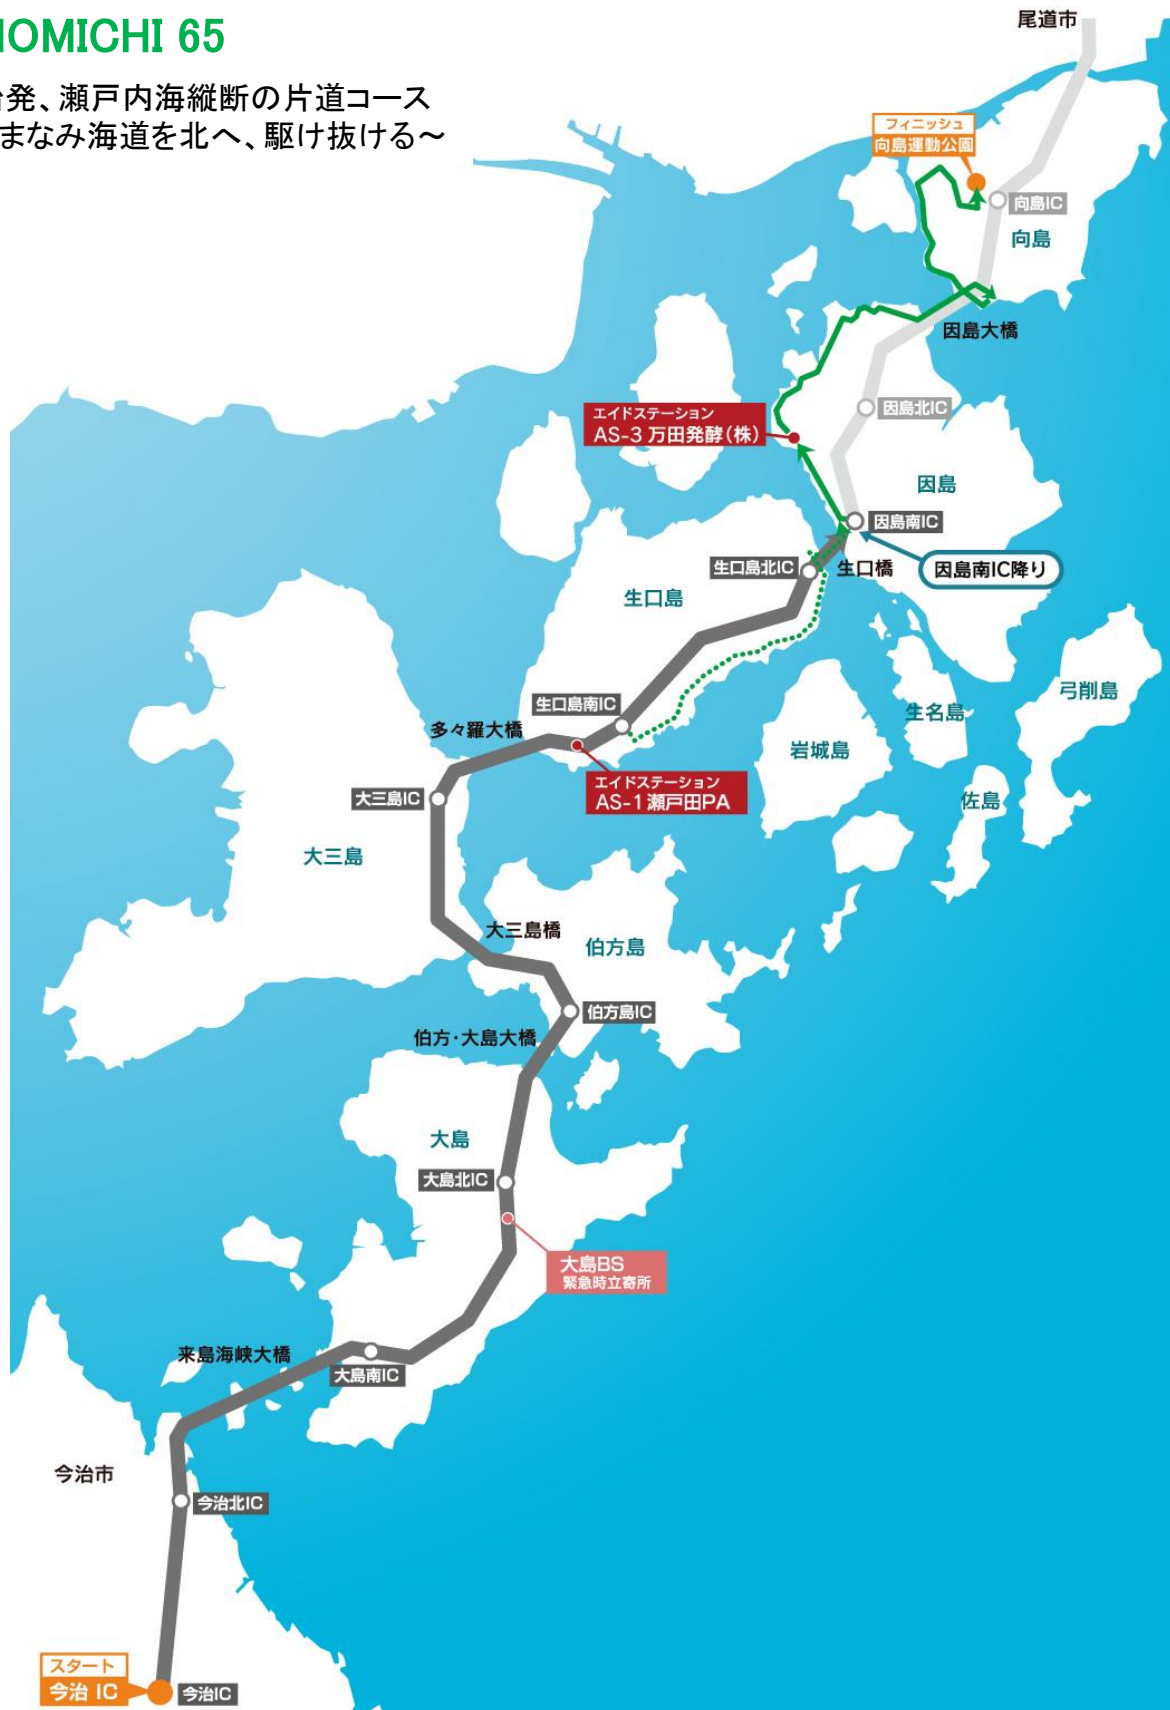 NOMICHI 65
発、瀬戸内海縦断の片道コース
まなみ海道を北へ、駆け抜ける～
尾道市
フィニッシュ
向島運動公園
向島IC
向島
因島大橋
エイドステーション
AS-3 万田発酵(株)
因島北IC
因島
因島南IC
生口島北IC
生口橋
因島南IC降り
生口島
弓削島
生口島南IC
生名島
多々羅大橋
岩城島
エイドステーション
AS-1 瀬戸田PA
大三島IC
佐島
大三島
大三島橋
伯方島
伯方島IC
伯方・大島大橋
大島
大島北IC
大島BS
緊急時立寄所
来島海峡大橋
大島南IC
今治市
今治北IC
スタート
今治 IC
今治IC